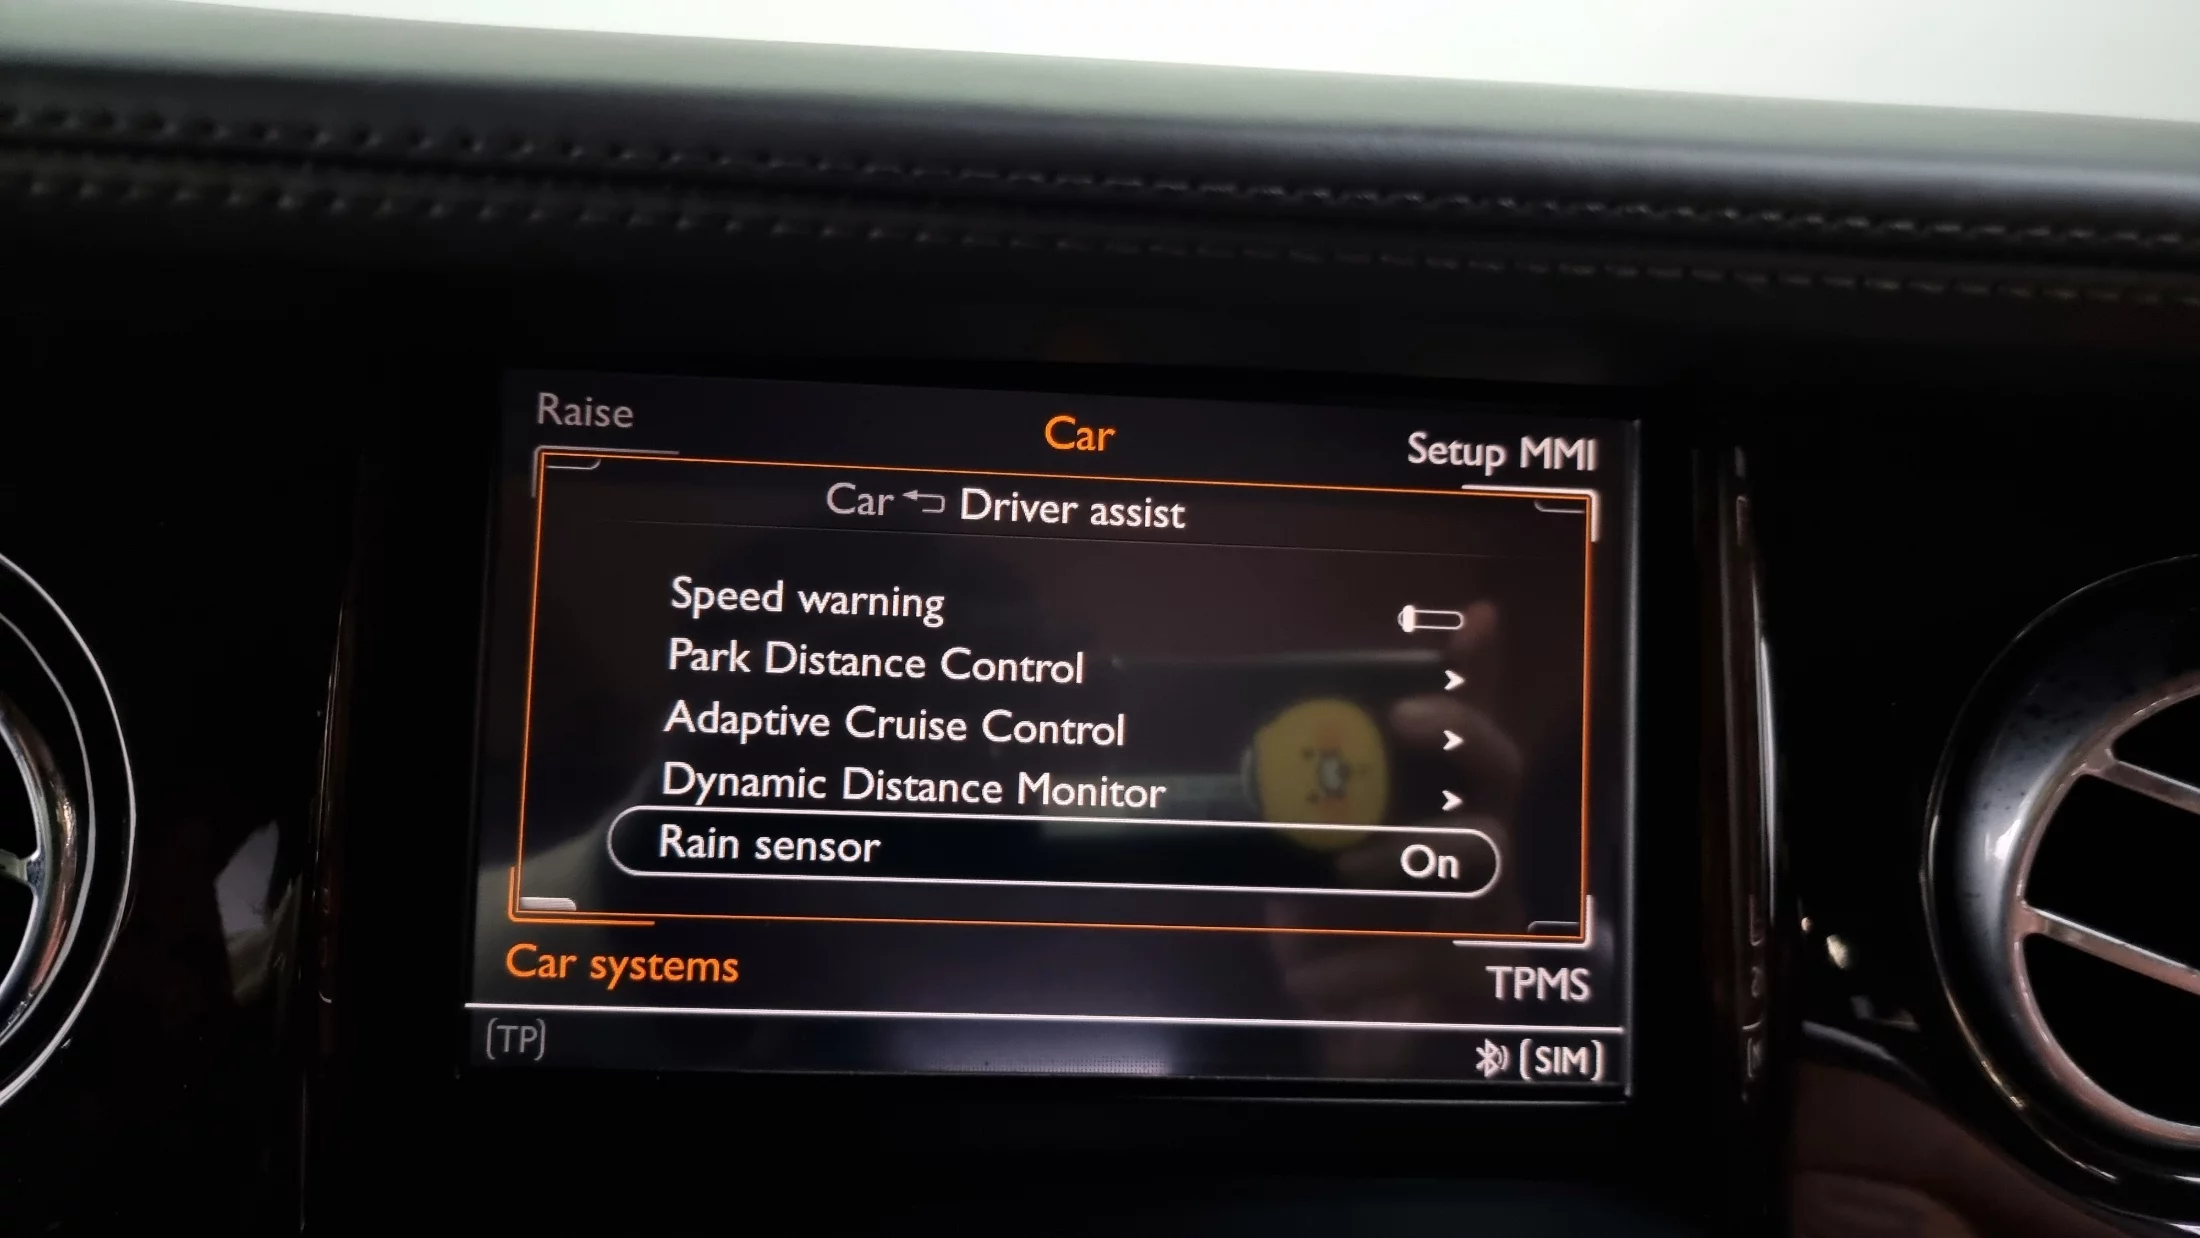 Raise
Car
Setup MMI
Car Driver assist
Speed warning
Park Distance Control
Adaptive Cruise Control
Dynamic Distance Monitor
Rain sensor On
Car systems
TPMS
(TP)
(SIM)